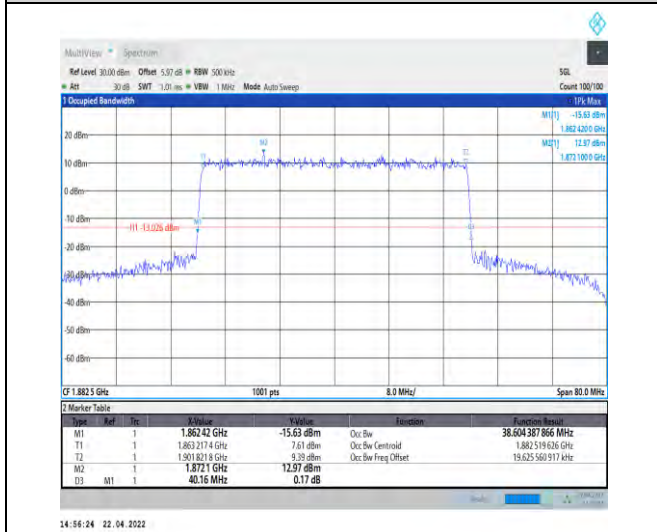 MultiView Spectrum
Ref Level 30.00 dBm Offset 5.97 dB RBW 500 kHz SGL
Att 30 dB SWT 1.01 ms VBW 1 MHz Mode Auto Sweep Count 100/100
1 Occupied Bandwidth 1Pk Max
M1[1] -15.63 dBm
1.862 420 0 GHz
M2[1] 12.97 dBm
1.872 100 0 GHz
20 dBm
M2
T1 T2
10 dBm
0 dBm
-10 dBm
M1 D3
H1 -13.026 dBm
-20 dBm
-30 dBm
-40 dBm
-50 dBm
-60 dBm
CF 1.882 5 GHz 1001 pts 8.0 MHz/ Span 80.0 MHz
2 Marker Table
Type Ref Trc X-Value Y-Value Function Function Result
M1 1 1.862 42 GHz -15.63 dBm Occ Bw 38.604 387 866 MHz
T1 1 1.863 217 4 GHz 7.61 dBm Occ Bw Centroid 1.882 519 626 GHz
T2 1 1.901 821 8 GHz 9.39 dBm Occ Bw Freq Offset 19.625 560 917 kHz
M2 1 1.872 1 GHz 12.97 dBm
D3 M1 1 40.16 MHz 0.17 dB
14:56:24 22.04.2022